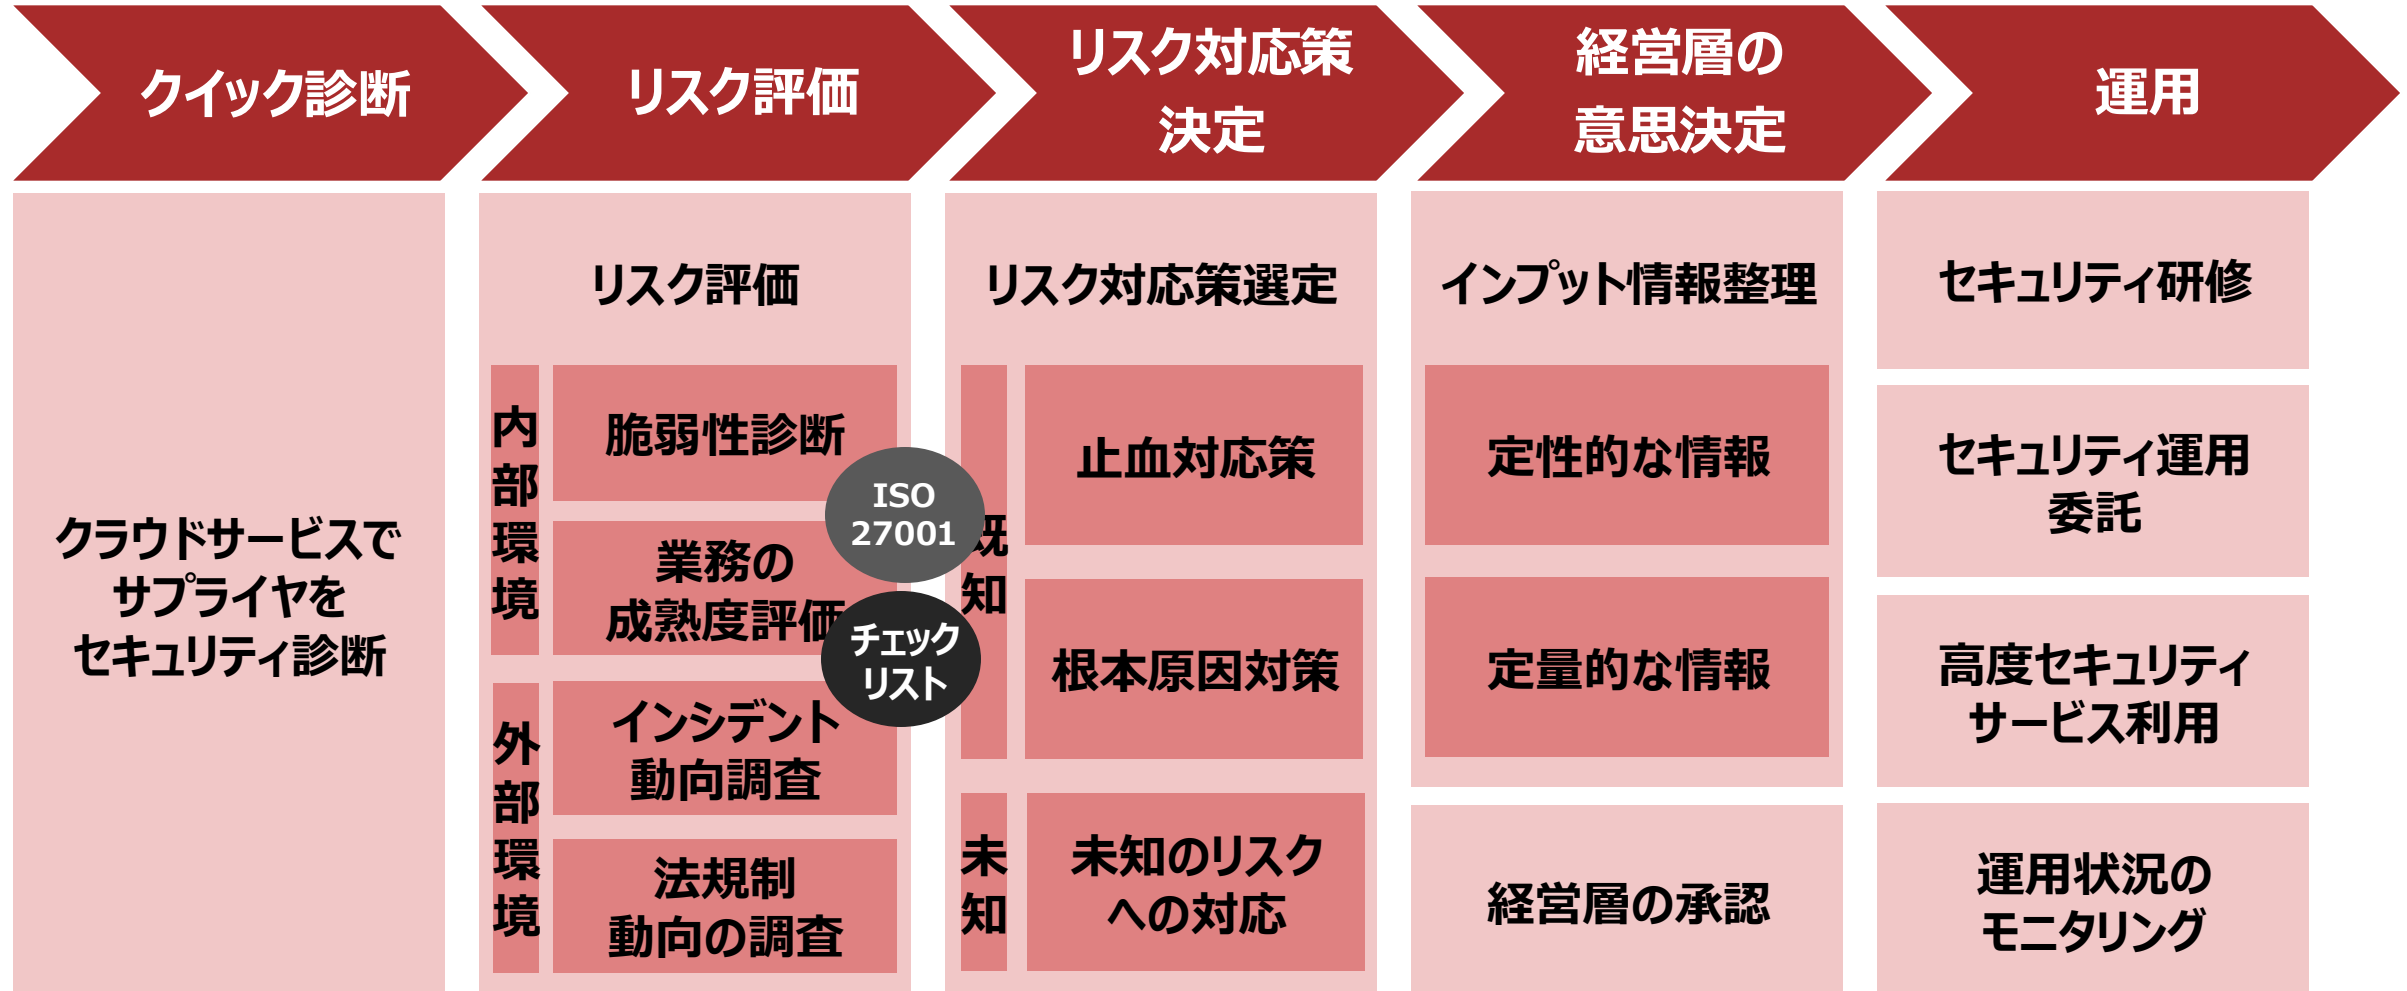 クイック診断
リスク評価
リスク対応策
決定
経営層の
意思決定
運用
クラウドサービスで
サプライヤを
セキュリティ診断
リスク評価
内部環境
脆弱性診断
業務の
成熟度評価
外部環境
インシデント
動向調査
法規制
動向の調査
ISO
27001
チェック
リスト
リスク対応策選定
既知
止血対応策
根本原因対策
未知
未知のリスク
への対応
インプット情報整理
定性的な情報
定量的な情報
経営層の承認
セキュリティ研修
セキュリティ運用
委託
高度セキュリティ
サービス利用
運用状況の
モニタリング